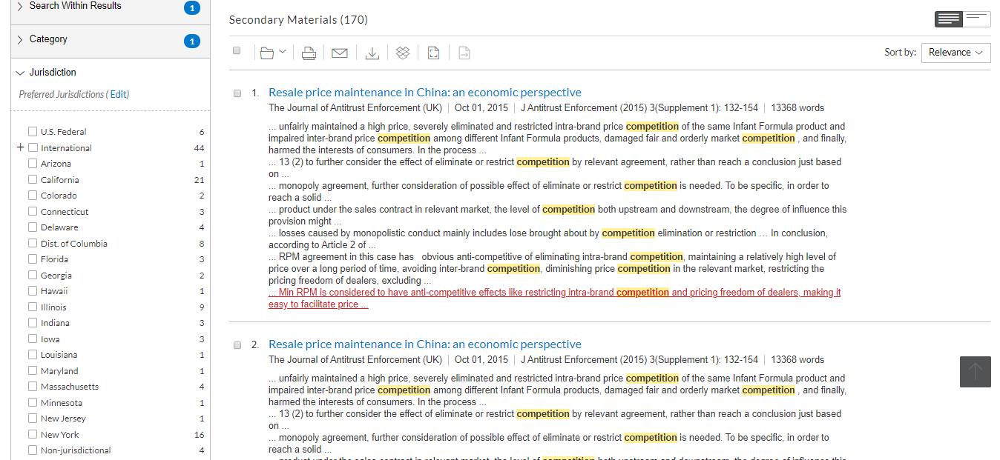 Search Within Results 1
Category 1
Jurisdiction
Preferred Jurisdictions ( Edit)
U.S. Federal 6
+ International 44
Arizona 1
California 21
Colorado 2
Connecticut 3
Delaware 4
Dist. of Columbia 8
Florida 3
Georgia 2
Hawaii 1
Illinois 9
Indiana 3
Iowa 3
Louisiana 1
Maryland 1
Massachusetts 4
Minnesota 1
New Jersey 1
New York 16
Non-jurisdictional 4
Secondary Materials (170)
Sort by: Relevance
1. Resale price maintenance in China: an economic perspective
The Journal of Antitrust Enforcement (UK) | Oct 01, 2015 | J Antitrust Enforcement (2015) 3(Supplement 1): 132-154 | 13368 words
... unfairly maintained a high price, severely eliminated and restricted intra-brand price competition of the same Infant Formula product and
impaired inter-brand price competition among different Infant Formula products, damaged fair and orderly market competition , and finally,
harmed the interests of consumers. In the process ...
... 13 (2) to further consider the effect of eliminate or restrict competition by relevant agreement, rather than reach a conclusion just based
on ...
... monopoly agreement, further consideration of possible effect of eliminate or restrict competition is needed. To be specific, in order to
reach a solid ...
... product under the sales contract in relevant market, the level of competition both upstream and downstream, the degree of influence this
provision might ...
... losses caused by monopolistic conduct mainly includes lose brought about by competition elimination or restriction … In conclusion,
according to Article 2 of ...
... RPM agreement in this case has obvious anti-competitive of eliminating intra-brand competition, maintaining a relatively high level of
price over a long period of time, avoiding inter-brand competition, diminishing price competition in the relevant market, restricting the
pricing freedom of dealers, excluding ...
... Min RPM is considered to have anti-competitive effects like restricting intra-brand competition and pricing freedom of dealers, making it
easy to facilitate price ...
2. Resale price maintenance in China: an economic perspective
The Journal of Antitrust Enforcement (UK) | Oct 01, 2015 | J Antitrust Enforcement (2015) 3(Supplement 1): 132-154 | 13368 words
... unfairly maintained a high price, severely eliminated and restricted intra-brand price competition of the same Infant Formula product and
impaired inter-brand price competition among different Infant Formula products, damaged fair and orderly market competition , and finally,
harmed the interests of consumers. In the process ...
... 13 (2) to further consider the effect of eliminate or restrict competition by relevant agreement, rather than reach a conclusion just based
on ...
... monopoly agreement, further consideration of possible effect of eliminate or restrict competition is needed. To be specific, in order to
reach a solid ...
... product under the sales contract in relevant market, the level of competition both upstream and downstream, the degree of influence this